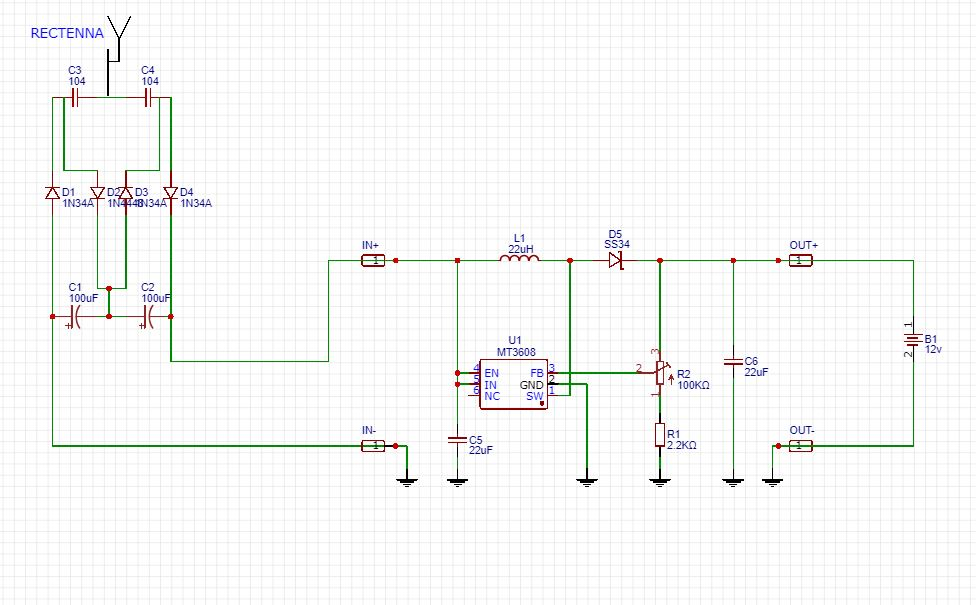 RECTENNA
C3
104
C4
104
D1
1N34A
D2
1N4448
D3
1N34A
D4
1N34A
C1
100uF
C2
100uF
+
+
IN+
1
L1
22uH
D5
SS34
OUT+
1
U1
MT3608
4 EN
5 IN
6 NC
FB 3
GND 2
SW 1
3
2
1
R2
100KΩ
C6
22uF
1
2
B1
12v
IN-
1
C5
22uF
R1
2.2KΩ
OUT-
1